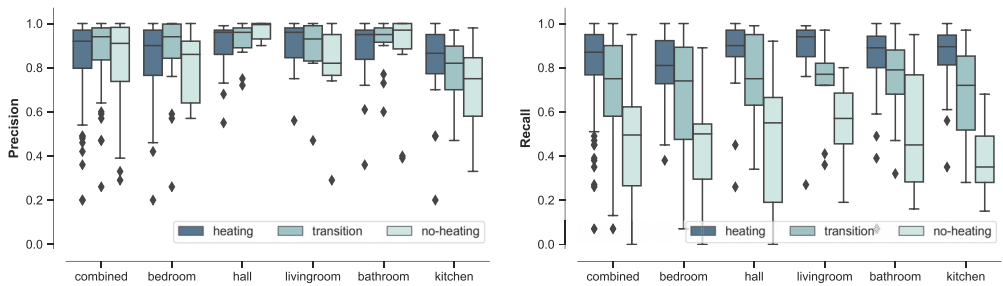 Precision
1.0
0.8
0.6
0.4
0.2
0.0
heating transition no-heating
combined bedroom hall livingroom bathroom kitchen
Recall
1.0
0.8
0.6
0.4
0.2
0.0
heating transition no-heating
combined bedroom hall livingroom bathroom kitchen